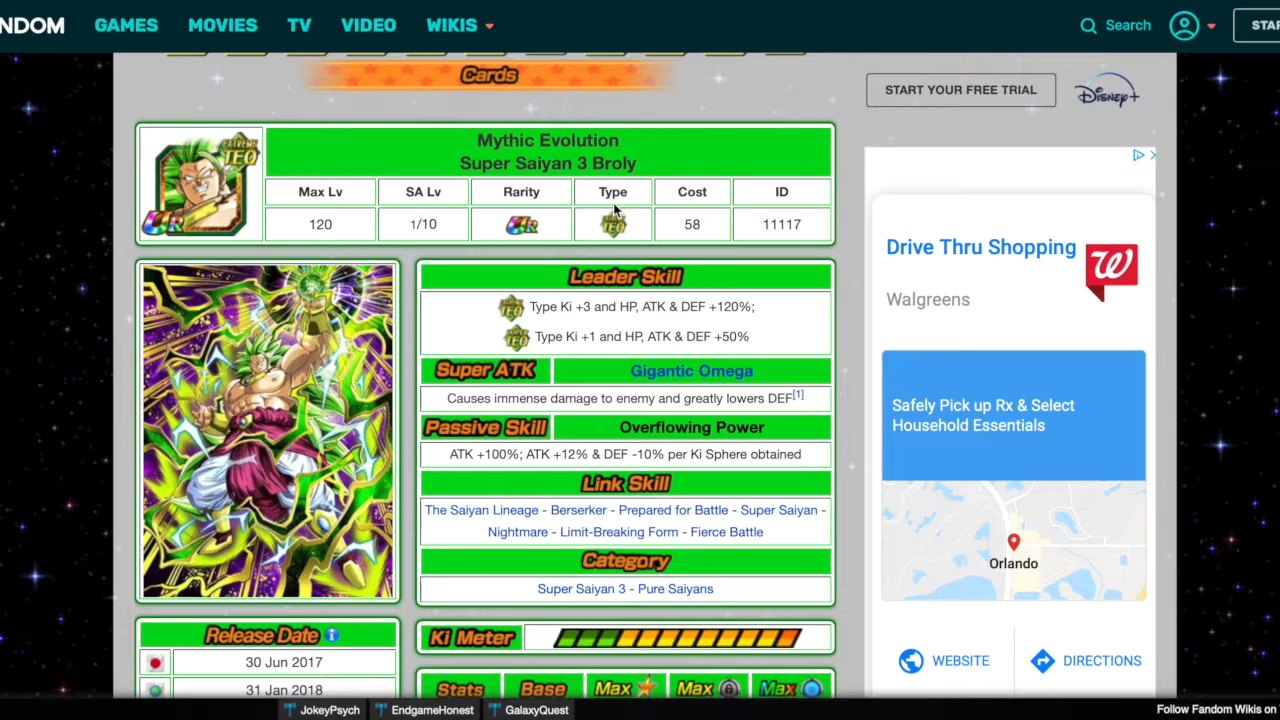 NDOM GAMES MOVIES TV VIDEO WIKIS Search STAR
Cards
START YOUR FREE TRIAL Disney+
EXTREME TEQ
UR
Mythic Evolution
Super Saiyan 3 Broly
Max Lv SA Lv Rarity Type Cost ID
120 1/10 UR 58 11117
Leader Skill
Type Ki +3 and HP, ATK & DEF +120%;
Type Ki +1 and HP, ATK & DEF +50%
Super ATK Gigantic Omega
Causes immense damage to enemy and greatly lowers DEF[1]
Passive Skill Overflowing Power
ATK +100%; ATK +12% & DEF -10% per Ki Sphere obtained
Link Skill
The Saiyan Lineage - Berserker - Prepared for Battle - Super Saiyan -
Nightmare - Limit-Breaking Form - Fierce Battle
Category
Super Saiyan 3 - Pure Saiyans
Release Date
30 Jun 2017
31 Jan 2018
Ki Meter
Stats Base Max Max Max
Drive Thru Shopping
Walgreens
W
Safely Pick up Rx & Select
Household Essentials
Orlando
WEBSITE DIRECTIONS
JokeyPsych EndgameHonest GalaxyQuest Follow Fandom Wikis on